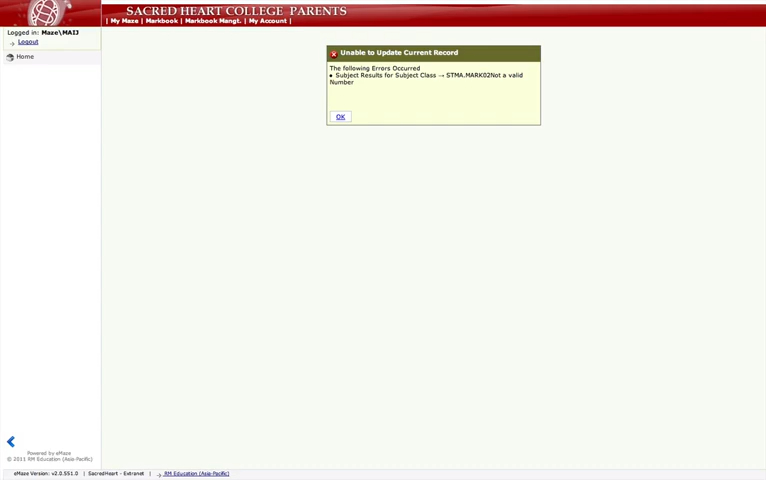 SACRED HEART COLLEGE PARENTS
| My Maze | Markbook | Markbook Mangt. | My Account |
Logged in: Maze\MAIJ
Logout
Home
Unable to Update Current Record
The following Errors Occurred
• Subject Results for Subject Class → STMA.MARK02Not a valid
Number
OK
Powered by eMaze
© 2011 RM Education (Asia-Pacific)
eMaze Version: v2.0.551.0 | SacredHeart - Extranet | → RM Education (Asia-Pacific)